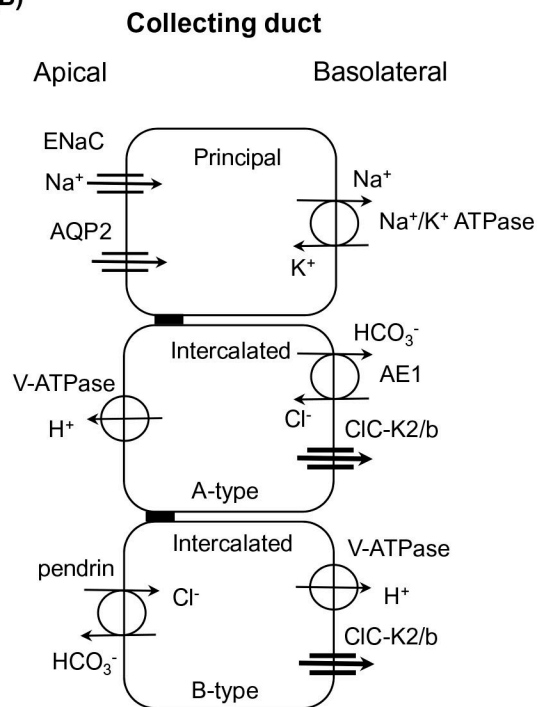 B)
Collecting duct
Apical
Basolateral
ENaC
Principal
Na⁺
Na⁺
Na⁺/K⁺ ATPase
AQP2
K⁺
HCO₃⁻
Intercalated
AE1
V-ATPase
Cl⁻
H⁺
ClC-K2/b
A-type
Intercalated
V-ATPase
pendrin
Cl⁻
H⁺
ClC-K2/b
HCO₃⁻
B-type